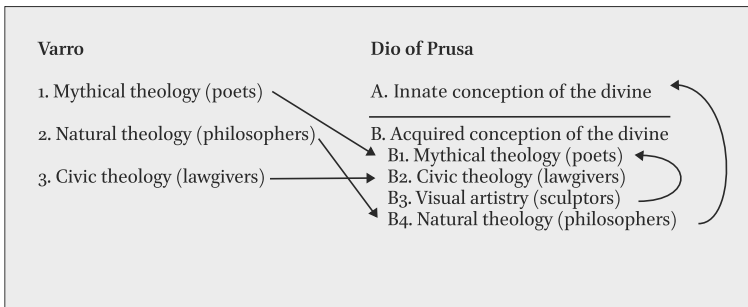 Varro
1. Mythical theology (poets)
2. Natural theology (philosophers)
3. Civic theology (lawgivers)
Dio of Prusa
A. Innate conception of the divine
B. Acquired conception of the divine
B1. Mythical theology (poets)
B2. Civic theology (lawgivers)
B3. Visual artistry (sculptors)
B4. Natural theology (philosophers)